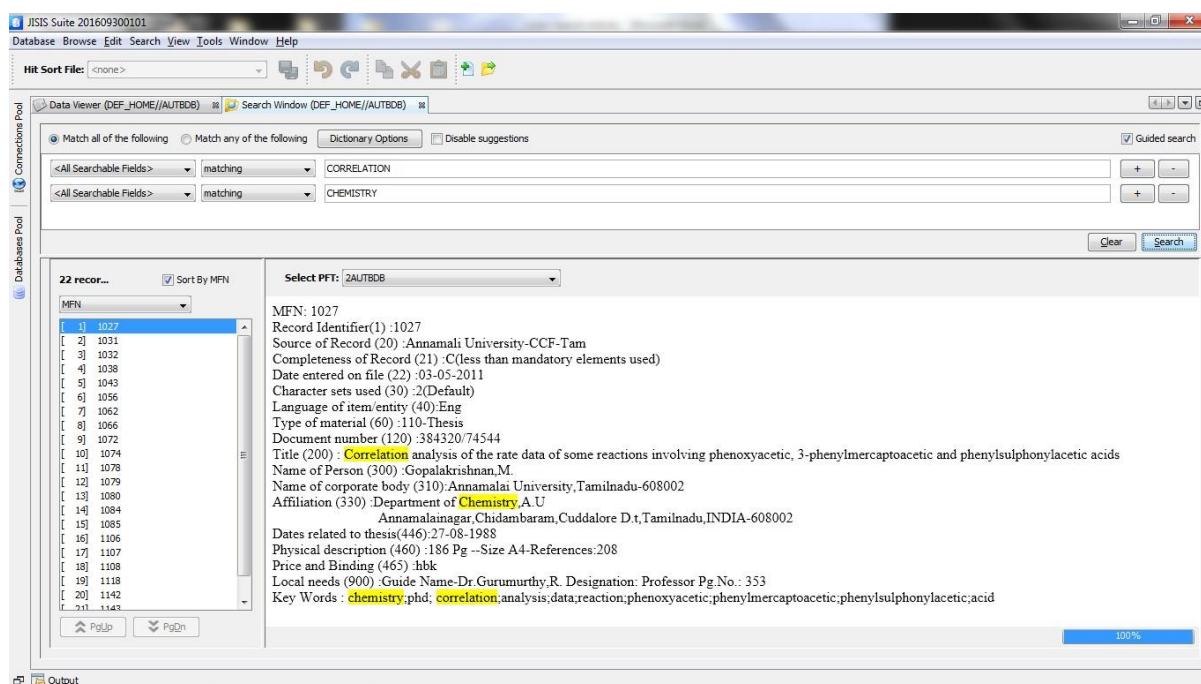 JISIS Suite 201609300101
Database Browse Edit Search View Tools Window Help
Hit Sort File: <none>
Connections Pool
Databases Pool
Data Viewer (DEF_HOME//AUTBDB) Search Window (DEF_HOME//AUTBDB)
Match all of the following Match any of the following Dictionary Options Disable suggestions Guided search
<All Searchable Fields> matching CORRELATION + -
<All Searchable Fields> matching CHEMISTRY + -
Clear Search
22 recor... Sort By MFN
MFN
[ 1] 1027
[ 2] 1031
[ 3] 1032
[ 4] 1038
[ 5] 1043
[ 6] 1056
[ 7] 1062
[ 8] 1066
[ 9] 1072
[ 10] 1074
[ 11] 1078
[ 12] 1079
[ 13] 1080
[ 14] 1084
[ 15] 1085
[ 16] 1106
[ 17] 1107
[ 18] 1108
[ 19] 1118
[ 20] 1142
[ 21] 1143
PgUp PgDn
Select PFT: 2AUTBDB
MFN: 1027
Record Identifier(1) :1027
Source of Record (20) :Annamali University-CCF-Tam
Completeness of Record (21) :C(less than mandatory elements used)
Date entered on file (22) :03-05-2011
Character sets used (30) :2(Default)
Language of item/entity (40):Eng
Type of material (60) :110-Thesis
Document number (120) :384320/74544
Title (200) : Correlation analysis of the rate data of some reactions involving phenoxyacetic, 3-phenylmercaptoacetic and phenylsulphonylacetic acids
Name of Person (300) :Gopalakrishnan,M.
Name of corporate body (310):Annamalai University,Tamilnadu-608002
Affiliation (330) :Department of Chemistry,A.U
Annamalainagar,Chidambaram,Cuddalore D.t,Tamilnadu,INDIA-608002
Dates related to thesis(446):27-08-1988
Physical description (460) :186 Pg --Size A4-References:208
Price and Binding (465) :hbk
Local needs (900) :Guide Name-Dr.Gurumurthy,R. Designation: Professor Pg.No.: 353
Key Words : chemistry;phd; correlation;analysis;data;reaction;phenoxyacetic;phenylmercaptoacetic;phenylsulphonylacetic;acid
100%
Output